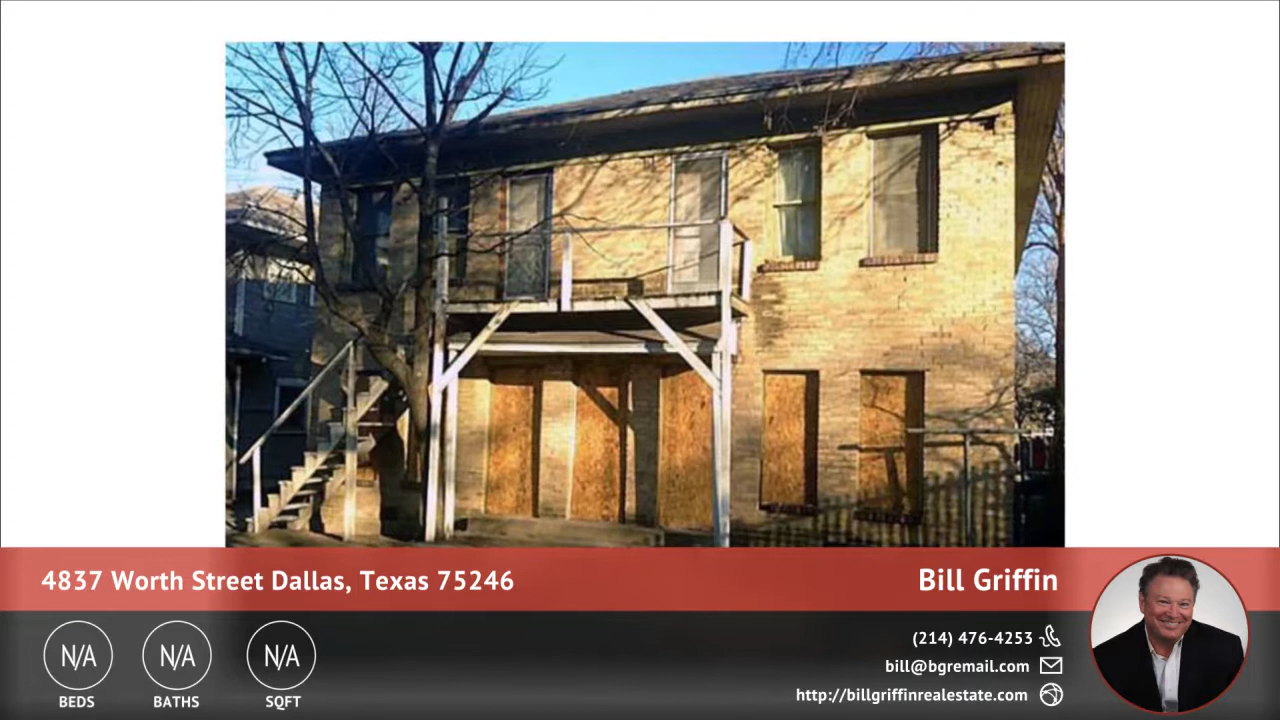 4837 Worth Street Dallas, Texas 75246
Bill Griffin
(214) 476-4253
bill@bgremail.com
http://billgriffinrealestate.com
N/A
N/A
N/A
BEDS
BATHS
SQFT